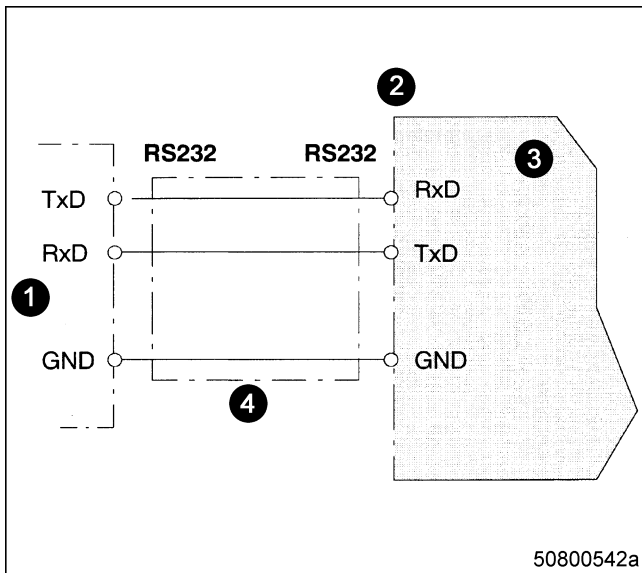 2
RS232 RS232
3
TxD RxD
RxD TxD
1
GND GND
4
50800542a